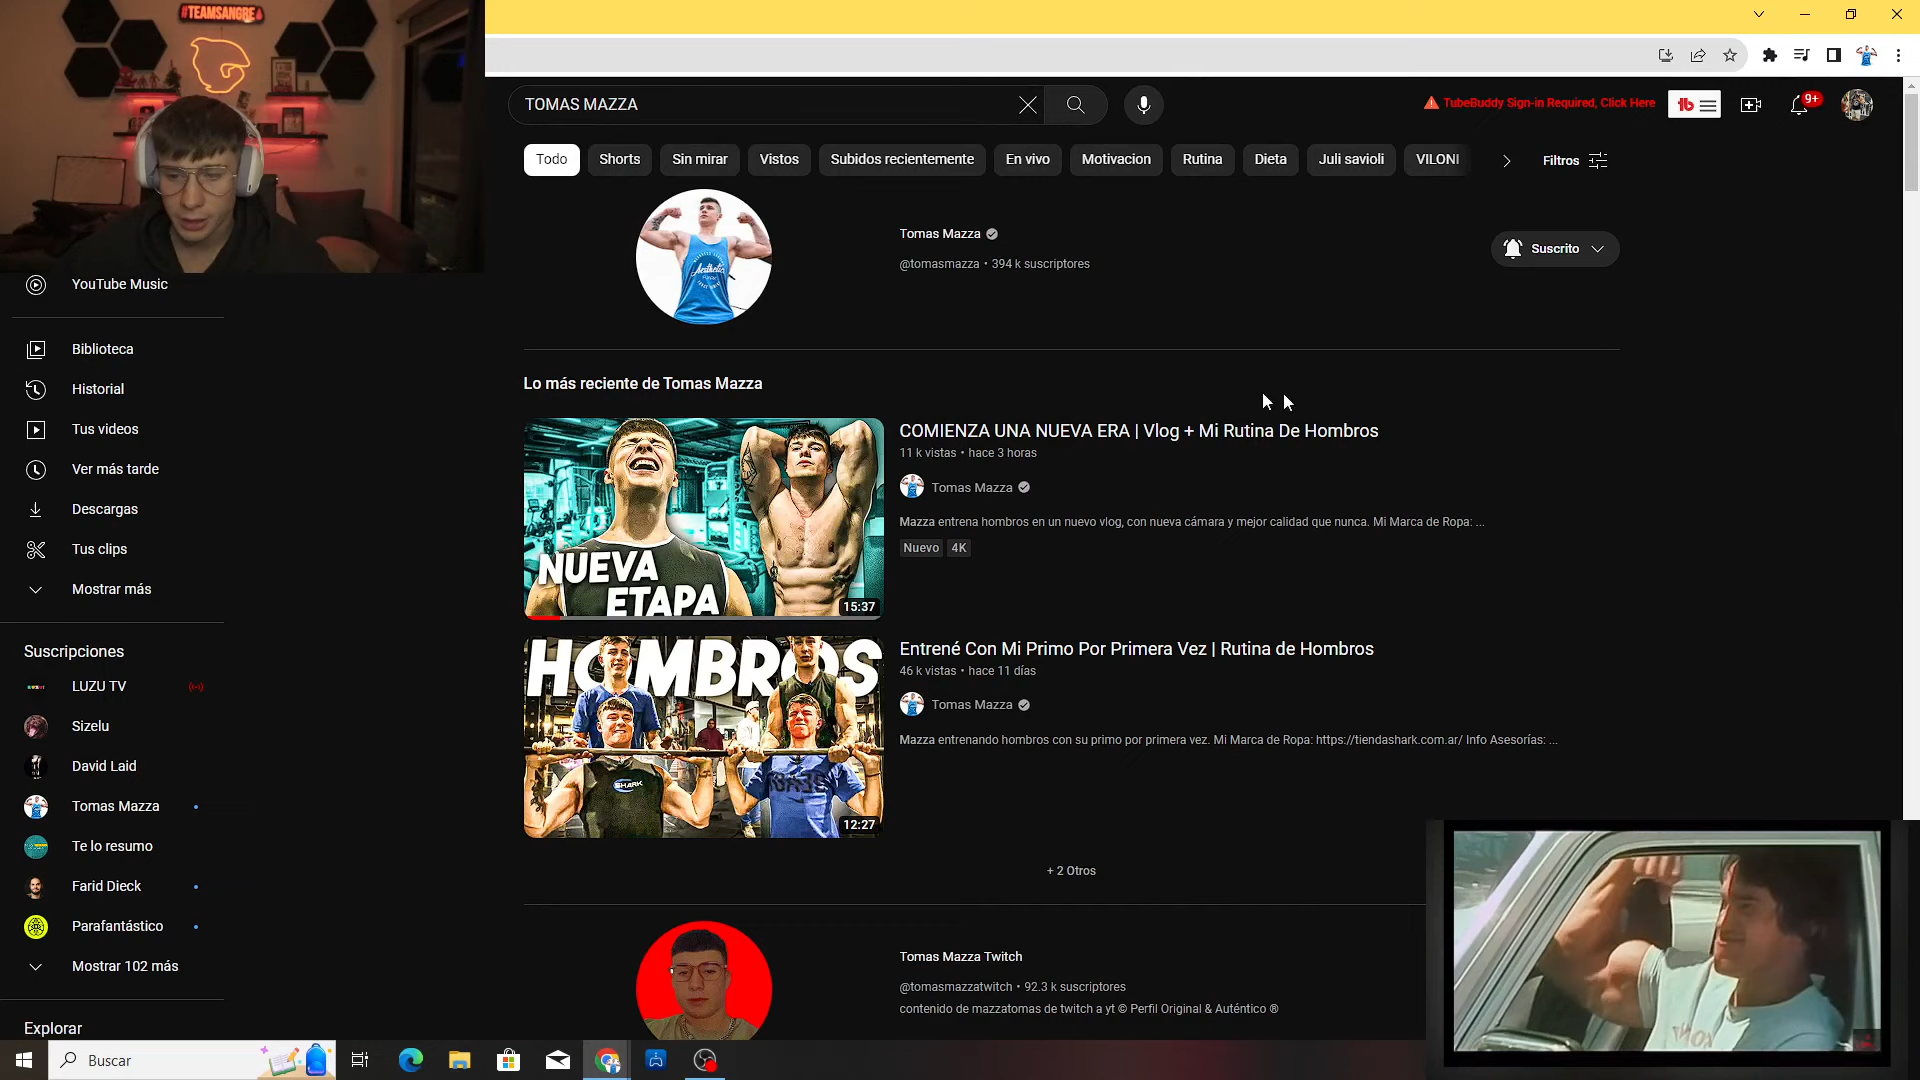 #TEAMSANGRE
TOMAS MAZZA
TubeBuddy Sign-in Required, Click Here
9+
Todo
Shorts
Sin mirar
Vistos
Subidos recientemente
En vivo
Motivacion
Rutina
Dieta
Juli savioli
VILONI
Filtros
Tomas Mazza
@tomasmazza • 394 k suscriptores
Suscrito
YouTube Music
Biblioteca
Historial
Tus videos
Ver más tarde
Descargas
Tus clips
Mostrar más
Suscripciones
LUZU TV
Sizelu
David Laid
Tomas Mazza
Te lo resumo
Farid Dieck
Parafantástico
Mostrar 102 más
Explorar
Lo más reciente de Tomas Mazza
NUEVA
ETAPA
15:37
COMIENZA UNA NUEVA ERA | Vlog + Mi Rutina De Hombros
11 k vistas • hace 3 horas
Tomas Mazza
Mazza entrena hombros en un nuevo vlog, con nueva cámara y mejor calidad que nunca. Mi Marca de Ropa: ...
Nuevo
4K
HOMBROS
SHARK
12:27
Entrené Con Mi Primo Por Primera Vez | Rutina de Hombros
46 k vistas • hace 11 días
Tomas Mazza
Mazza entrenando hombros con su primo por primera vez. Mi Marca de Ropa: https://tiendashark.com.ar/ Info Asesorías: ...
+ 2 Otros
Tomas Mazza Twitch
@tomasmazzatwitch • 92.3 k suscriptores
contenido de mazzatomas de twitch a yt © Perfil Original & Auténtico ®
Buscar